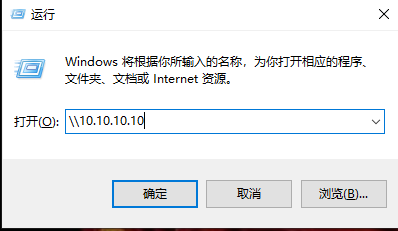 运行
Windows 将根据你所输入的名称，为你打开相应的程序、
文件夹、文档或 Internet 资源。
打开(O): \\10.10.10.10
确定 取消 浏览(B)...